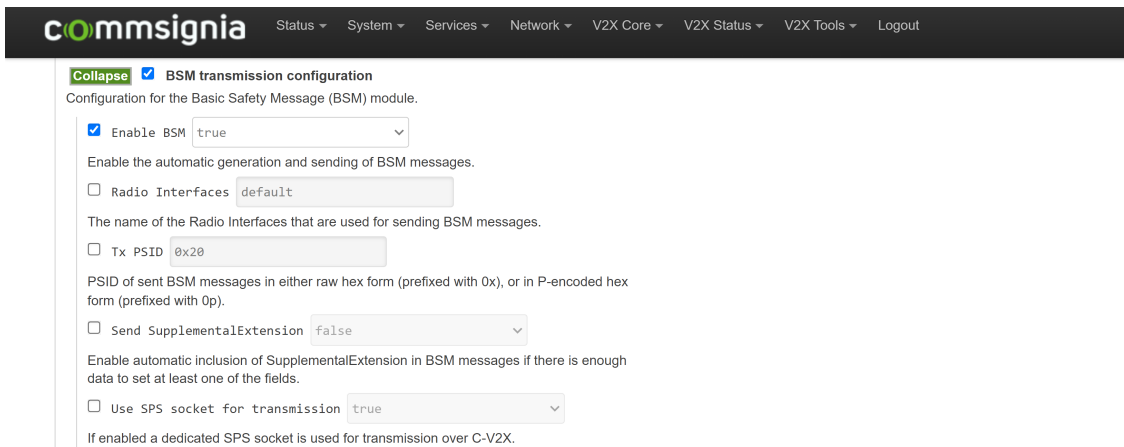 commsignia Status System Services Network V2X Core V2X Status V2X Tools Logout
Collapse BSM transmission configuration
Configuration for the Basic Safety Message (BSM) module.
Enable BSM true
Enable the automatic generation and sending of BSM messages.
Radio Interfaces default
The name of the Radio Interfaces that are used for sending BSM messages.
Tx PSID 0x20
PSID of sent BSM messages in either raw hex form (prefixed with 0x), or in P-encoded hex
form (prefixed with 0p).
Send SupplementalExtension false
Enable automatic inclusion of SupplementalExtension in BSM messages if there is enough
data to set at least one of the fields.
Use SPS socket for transmission true
If enabled a dedicated SPS socket is used for transmission over C-V2X.